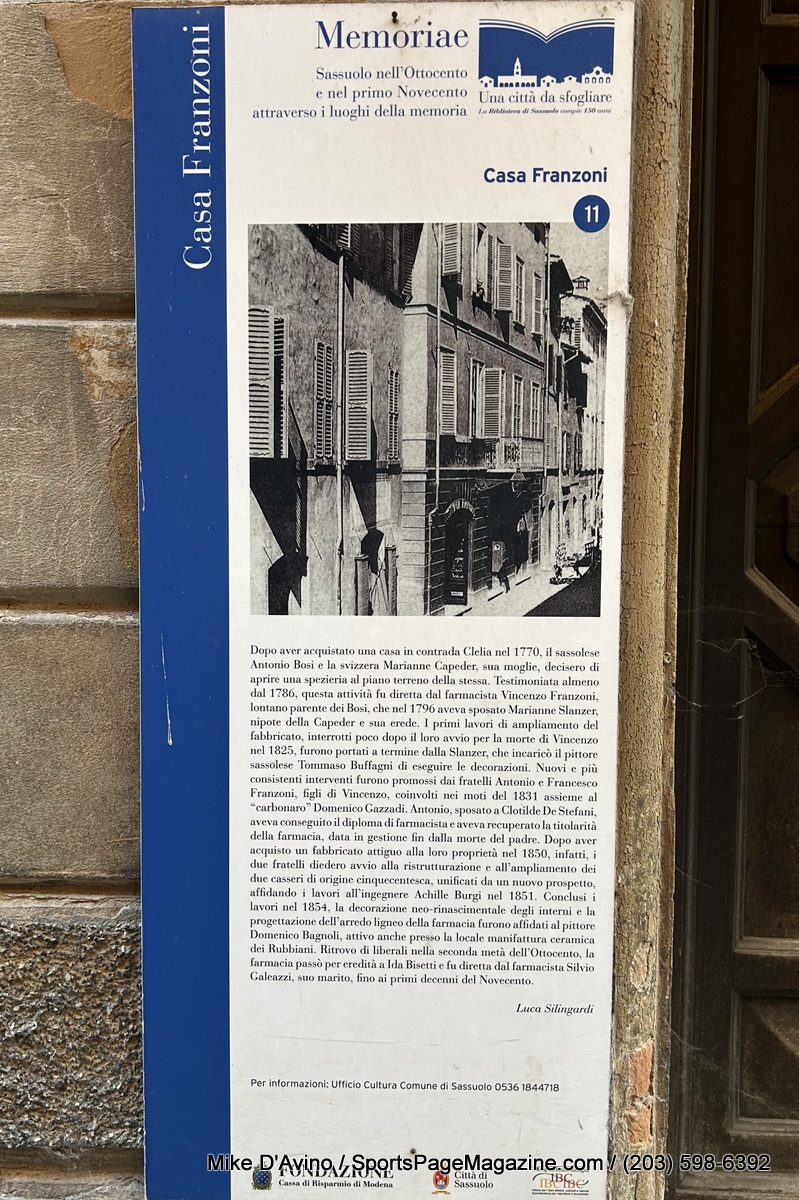 Casa Franzoni
Memoriae
Sassuolo nell'Ottocento
e nel primo Novecento
attraverso i luoghi della memoria
Una città da sfogliare
La Biblioteca di Sassuolo compie 150 anni
Casa Franzoni
11
Dopo aver acquistato una casa in contrada Clelia nel 1770, il sassolese
Antonio Bosi e la svizzera Marianne Capeder, sua moglie, decisero di
aprire una spezieria al piano terreno della stessa. Testimoniata almeno
dal 1786, questa attività fu diretta dal farmacista Vincenzo Franzoni,
lontano parente dei Bosi, che nel 1796 aveva sposato Marianne Slanzer,
nipote della Capeder e sua erede. I primi lavori di ampliamento del
fabbricato, interrotti poco dopo il loro avvio per la morte di Vincenzo
nel 1825, furono portati a termine dalla Slanzer, che incaricò il pittore
sassolese Tommaso Buffagni di eseguire le decorazioni. Nuovi e più
consistenti interventi furono promossi dai fratelli Antonio e Francesco
Franzoni, figli di Vincenzo, coinvolti nei moti del 1831 assieme al
“carbonaro” Domenico Gazzadi. Antonio, sposato a Clotilde De Stefani,
aveva conseguito il diploma di farmacista e aveva recuperato la titolarità
della farmacia, data in gestione fin dalla morte del padre. Dopo aver
acquisto un fabbricato attiguo alla loro proprietà nel 1850, infatti, i
due fratelli diedero avvio alla ristrutturazione e all'ampliamento dei
due casseri di origine cinquecentesca, unificati da un nuovo prospetto,
affidando i lavori all'ingegnere Achille Burgi nel 1851. Conclusi i
lavori nel 1854, la decorazione neo-rinascimentale degli interni e la
progettazione dell'arredo ligneo della farmacia furono affidati al pittore
Domenico Bagnoli, attivo anche presso la locale manifattura ceramica
dei Rubbiani. Ritrovo di liberali nella seconda metà dell'Ottocento, la
farmacia passò per eredità a Ida Bisetti e fu diretta dal farmacista Silvio
Galeazzi, suo marito, fino ai primi decenni del Novecento.
Luca Silingardi
Per informazioni: Ufficio Cultura Comune di Sassuolo 0536 1844718
Mike D'Avino / SportsPageMagazine.com / (203) 598-6392
FONDAZIONE
Cassa di Risparmio di Modena
Città di
Sassuolo
IBC